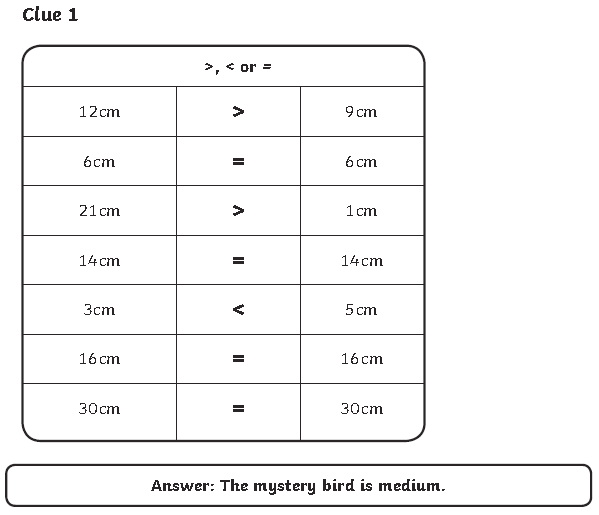 Clue 1
>, < or =
12cm > 9cm
6cm = 6cm
21cm > 1cm
14cm = 14cm
3cm < 5cm
16cm = 16cm
30cm = 30cm
Answer: The mystery bird is medium.